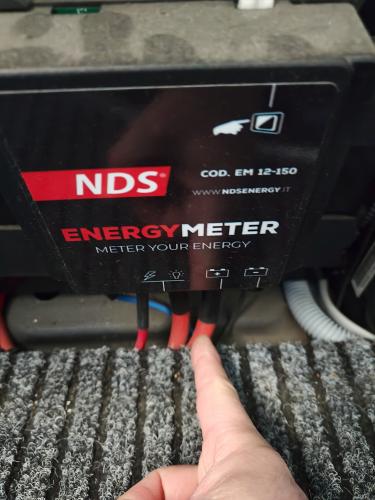 NDS®
COD. EM 12-150
WWW.NDSENERGY.IT
ENERGYMETER
METER YOUR ENERGY